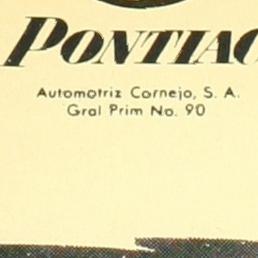 PONTIAC
Automotriz Cornejo, S. A.
Gral Prim No. 90